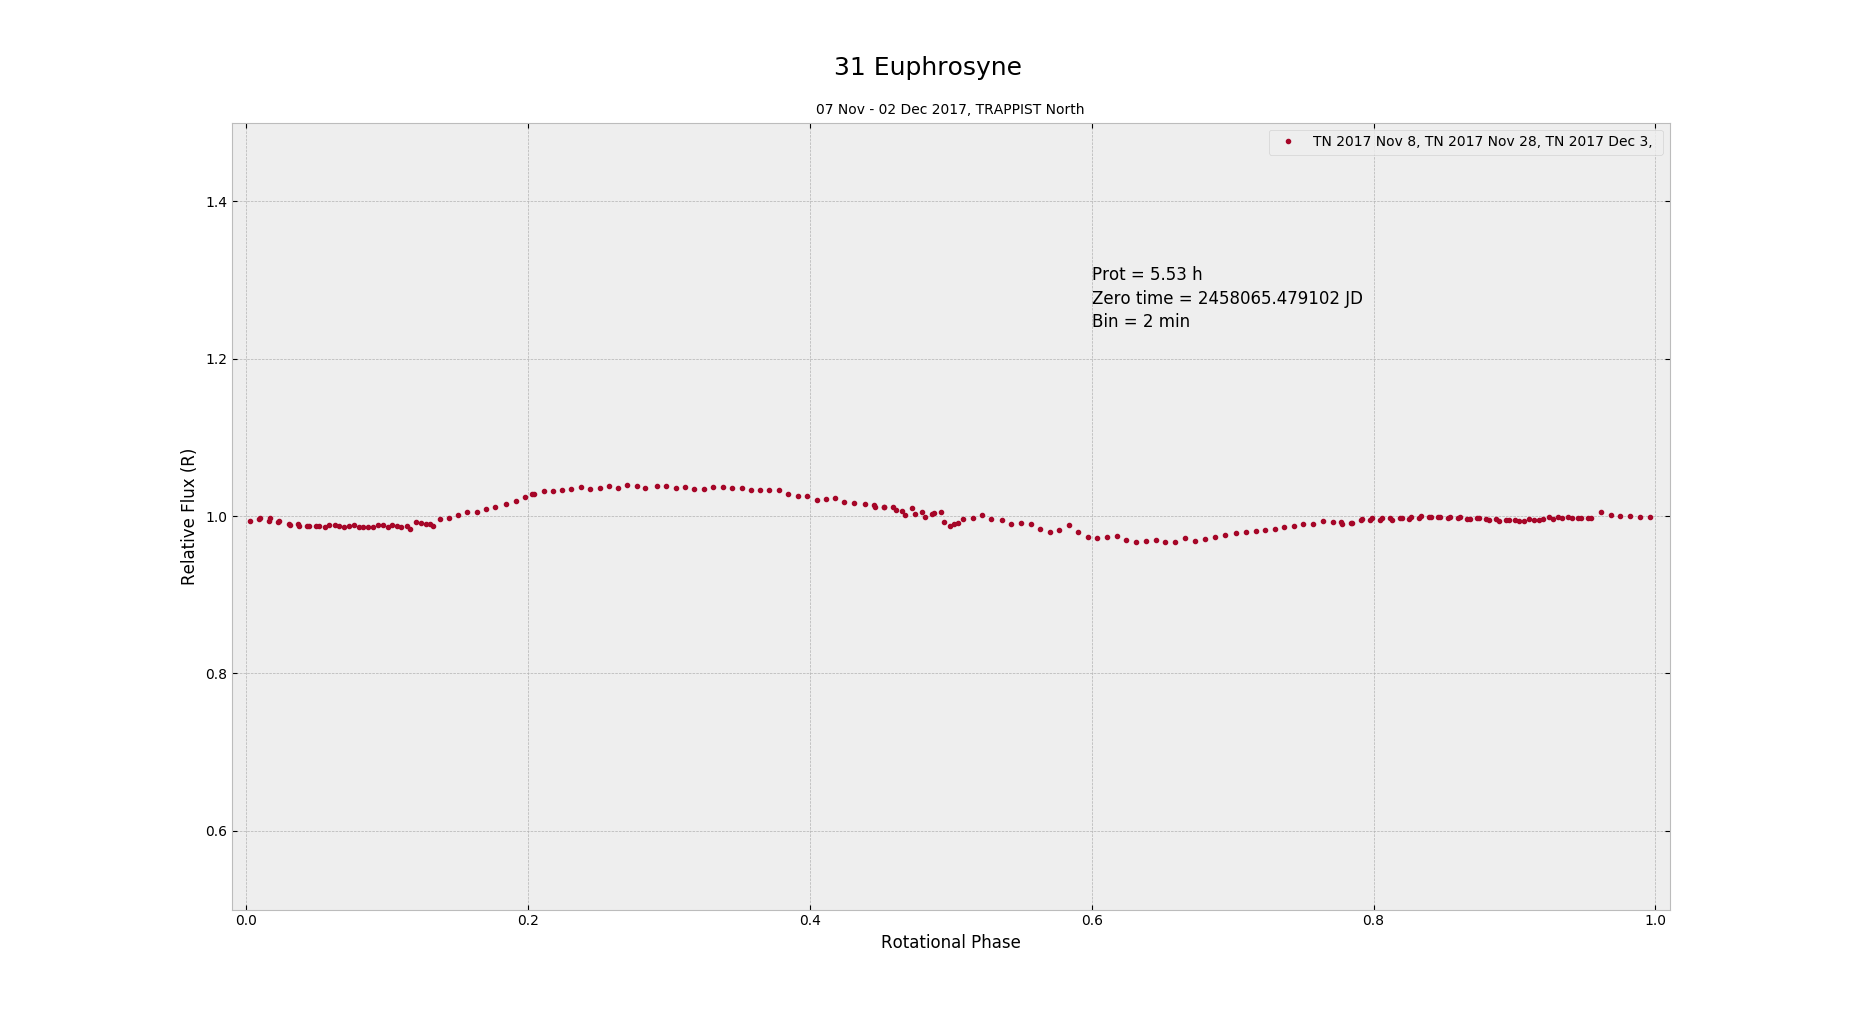 31 Euphrosyne
07 Nov - 02 Dec 2017, TRAPPIST North
TN 2017 Nov 8, TN 2017 Nov 28, TN 2017 Dec 3,
1.4
Prot = 5.53 h
Zero time = 2458065.479102 JD
Bin = 2 min
1.2
1.0
Relative Flux (R)
0.8
0.6
0.0 0.2 0.4 0.6 0.8 1.0
Rotational Phase